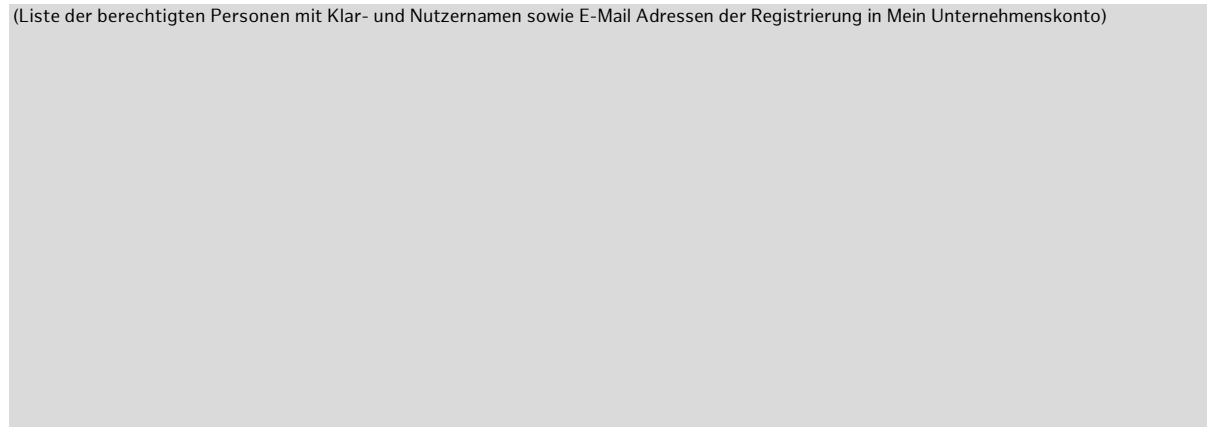 (Liste der berechtigten Personen mit Klar- und Nutzernamen sowie E-Mail Adressen der Registrierung in Mein Unternehmenskonto)